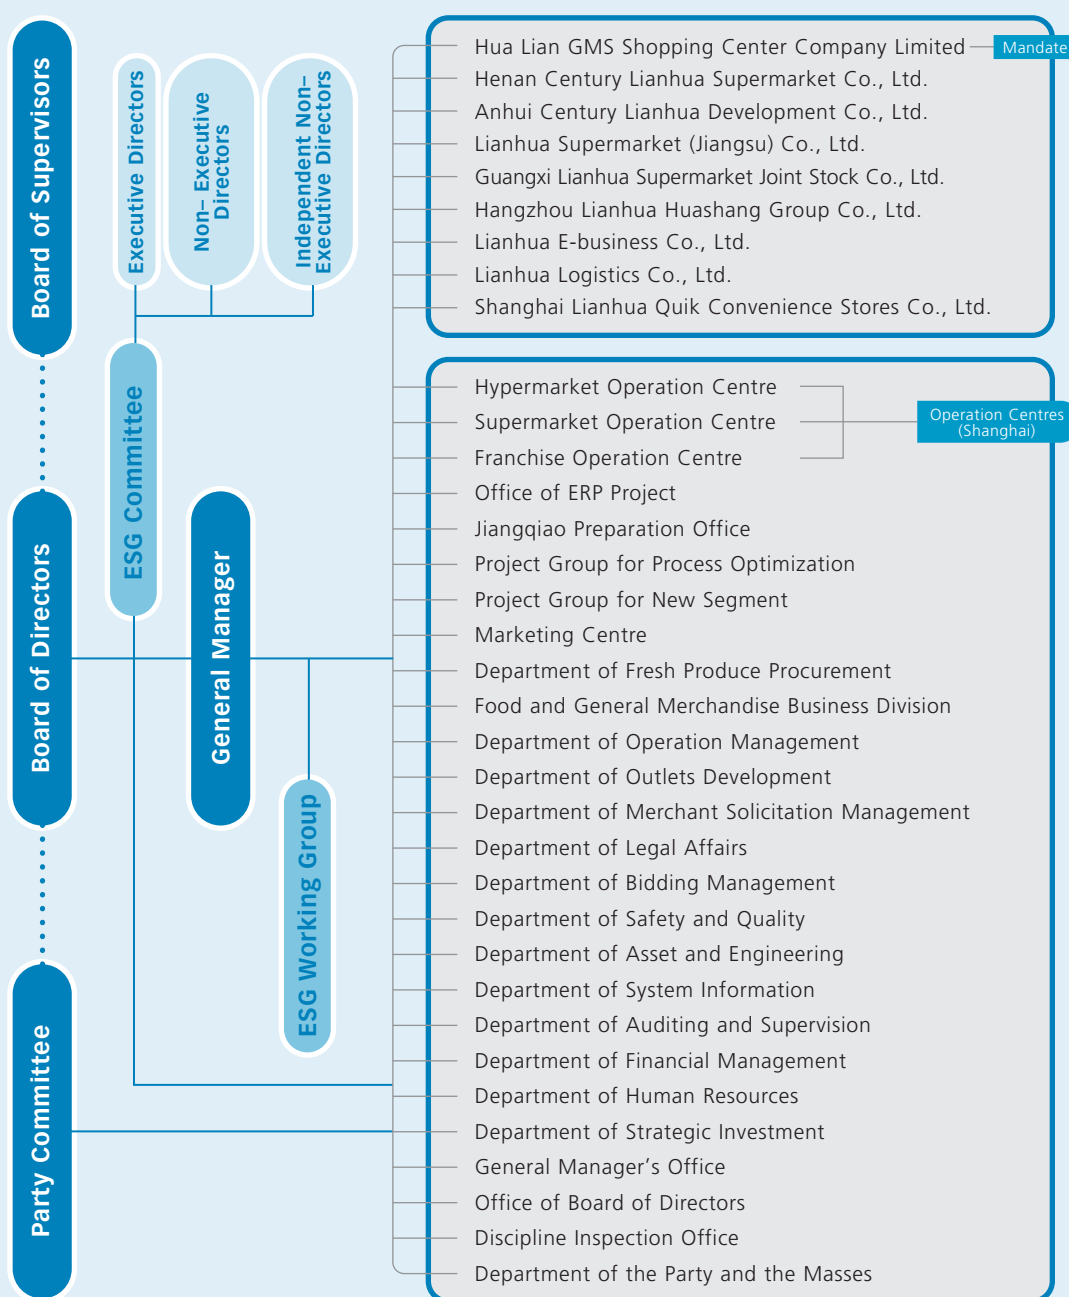 Board of Supervisors
Board of Directors
Party Committee
Executive Directors
Non– Executive
Directors
Independent Non–
Executive Directors
ESG Committee
General Manager
ESG Working Group
Hua Lian GMS Shopping Center Company Limited
Mandate
Henan Century Lianhua Supermarket Co., Ltd.
Anhui Century Lianhua Development Co., Ltd.
Lianhua Supermarket (Jiangsu) Co., Ltd.
Guangxi Lianhua Supermarket Joint Stock Co., Ltd.
Hangzhou Lianhua Huashang Group Co., Ltd.
Lianhua E-business Co., Ltd.
Lianhua Logistics Co., Ltd.
Shanghai Lianhua Quik Convenience Stores Co., Ltd.
Hypermarket Operation Centre
Supermarket Operation Centre
Franchise Operation Centre
Operation Centres
(Shanghai)
Office of ERP Project
Jiangqiao Preparation Office
Project Group for Process Optimization
Project Group for New Segment
Marketing Centre
Department of Fresh Produce Procurement
Food and General Merchandise Business Division
Department of Operation Management
Department of Outlets Development
Department of Merchant Solicitation Management
Department of Legal Affairs
Department of Bidding Management
Department of Safety and Quality
Department of Asset and Engineering
Department of System Information
Department of Auditing and Supervision
Department of Financial Management
Department of Human Resources
Department of Strategic Investment
General Manager’s Office
Office of Board of Directors
Discipline Inspection Office
Department of the Party and the Masses